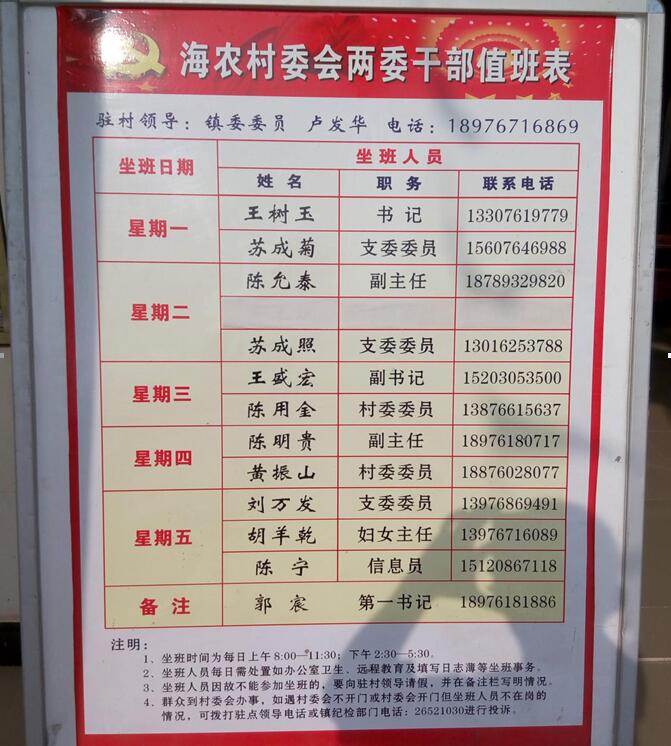 海农村委会两委干部值班表
驻村领导：镇委委员 卢发华 电话：18976716869
坐班日期 坐班人员
姓名 职务 联系电话
星期一 王树玉 书记 13307619779
苏成菊 支委委员 15607646988
星期二 陈允泰 副主任 18789329820
苏成照 支委委员 13016253788
星期三 王盛宏 副书记 15203053500
陈用金 村委委员 13876615637
星期四 陈明贵 副主任 18976180717
黄振山 村委委员 18876028077
星期五 刘万发 支委委员 13976869491
胡羊乾 妇女主任 13976716089
陈宁 信息员 15120867118
备注 郭宸 第一书记 18976181886
注明：
1、坐班时间为每日上午8:00—11:30；下午2:30—5:30。
2、坐班人员每日需处置如办公室卫生、远程教育及填写日志薄等坐班事务。
3、坐班人员因故不能参加坐班的，要向驻村领导请假，并在备注栏写明情况。
4、群众到村委会办事，如遇村委会不开门或村委会开门但坐班人员不在岗的
情况，可拨打驻点领导电话或镇纪检部门电话：26521030进行投诉。